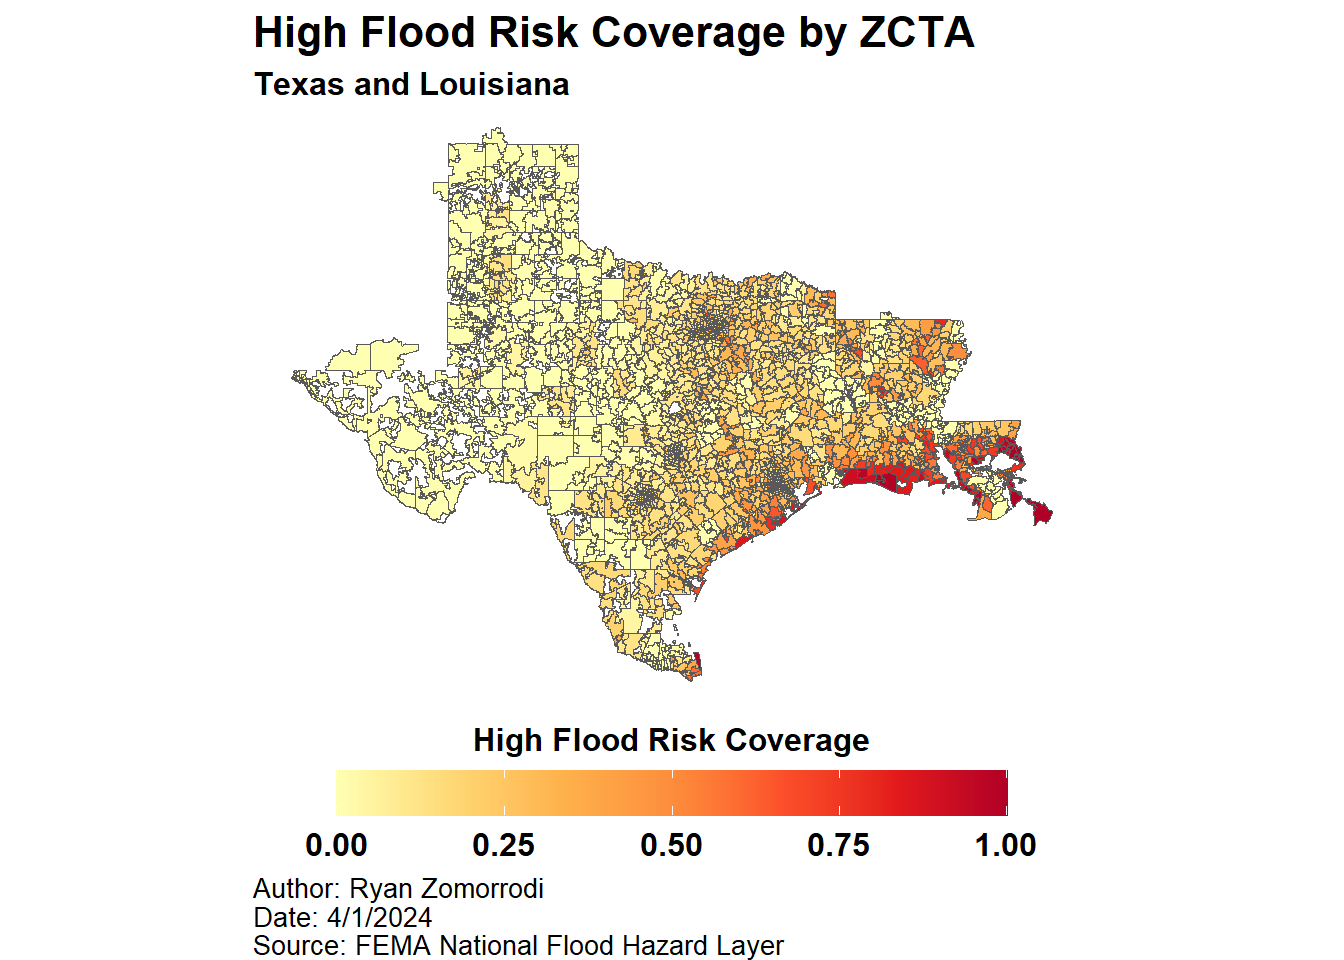 High Flood Risk Coverage by ZCTA
Texas and Louisiana
High Flood Risk Coverage
0.00 0.25 0.50 0.75 1.00
Author: Ryan Zomorrodi
Date: 4/1/2024
Source: FEMA National Flood Hazard Layer